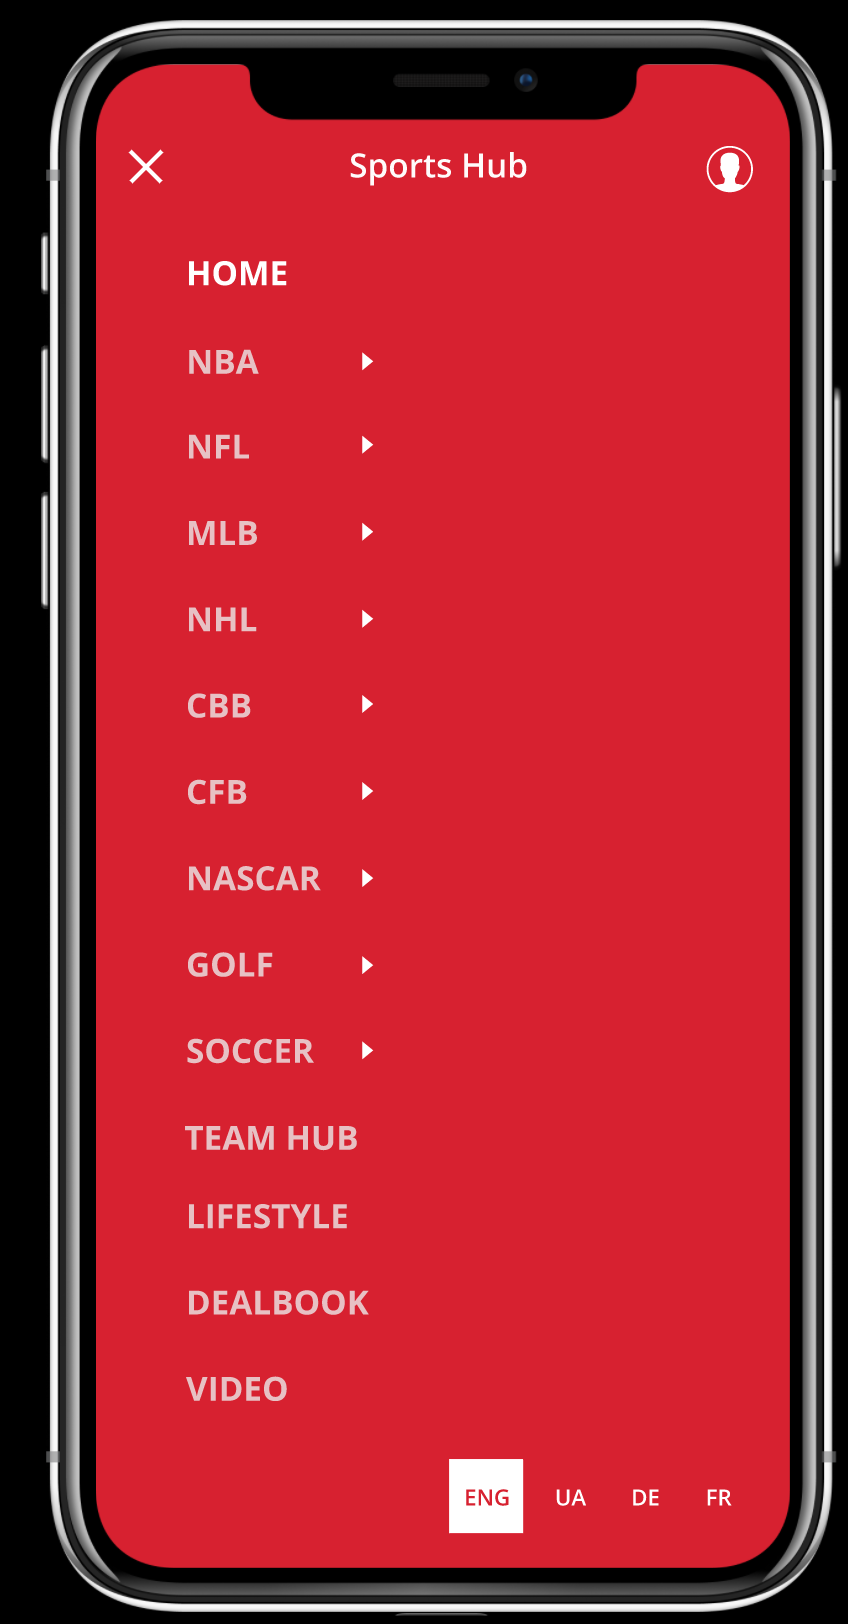 Sports Hub
HOME
NBA
NFL
MLB
NHL
CBB
CFB
NASCAR
GOLF
SOCCER
TEAM HUB
LIFESTYLE
DEALBOOK
VIDEO
ENG UA DE FR